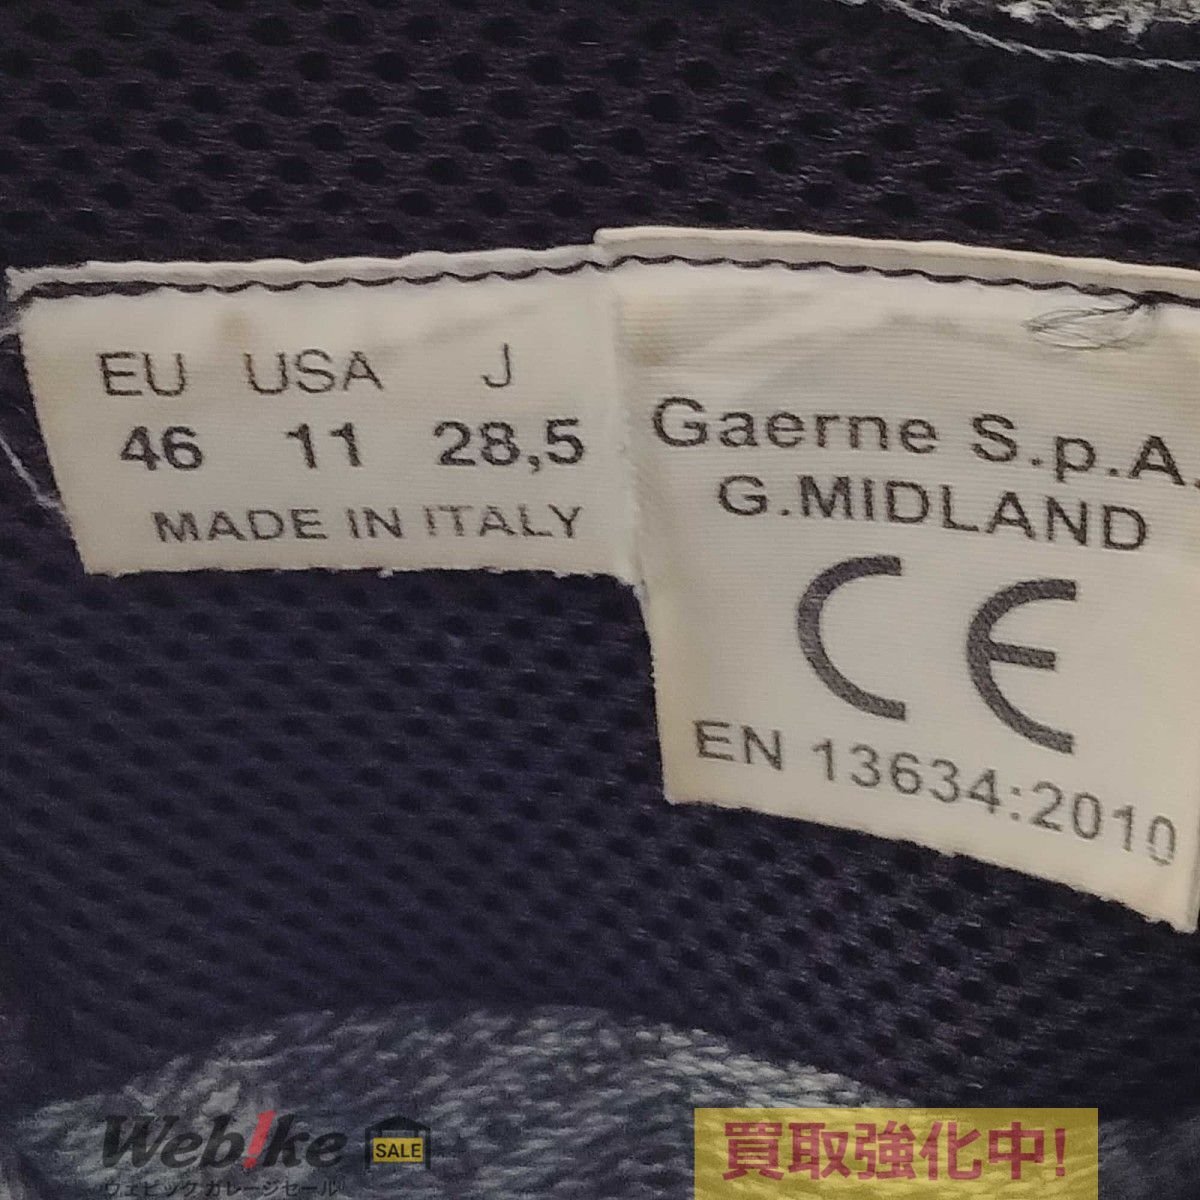 EU USA J
46 11 28,5
MADE IN ITALY
Gaerne S.p.A.
G.MIDLAND
CE
EN 13634:2010
Web!ke SALE
ウェビック ガレージセール
買取強化中!